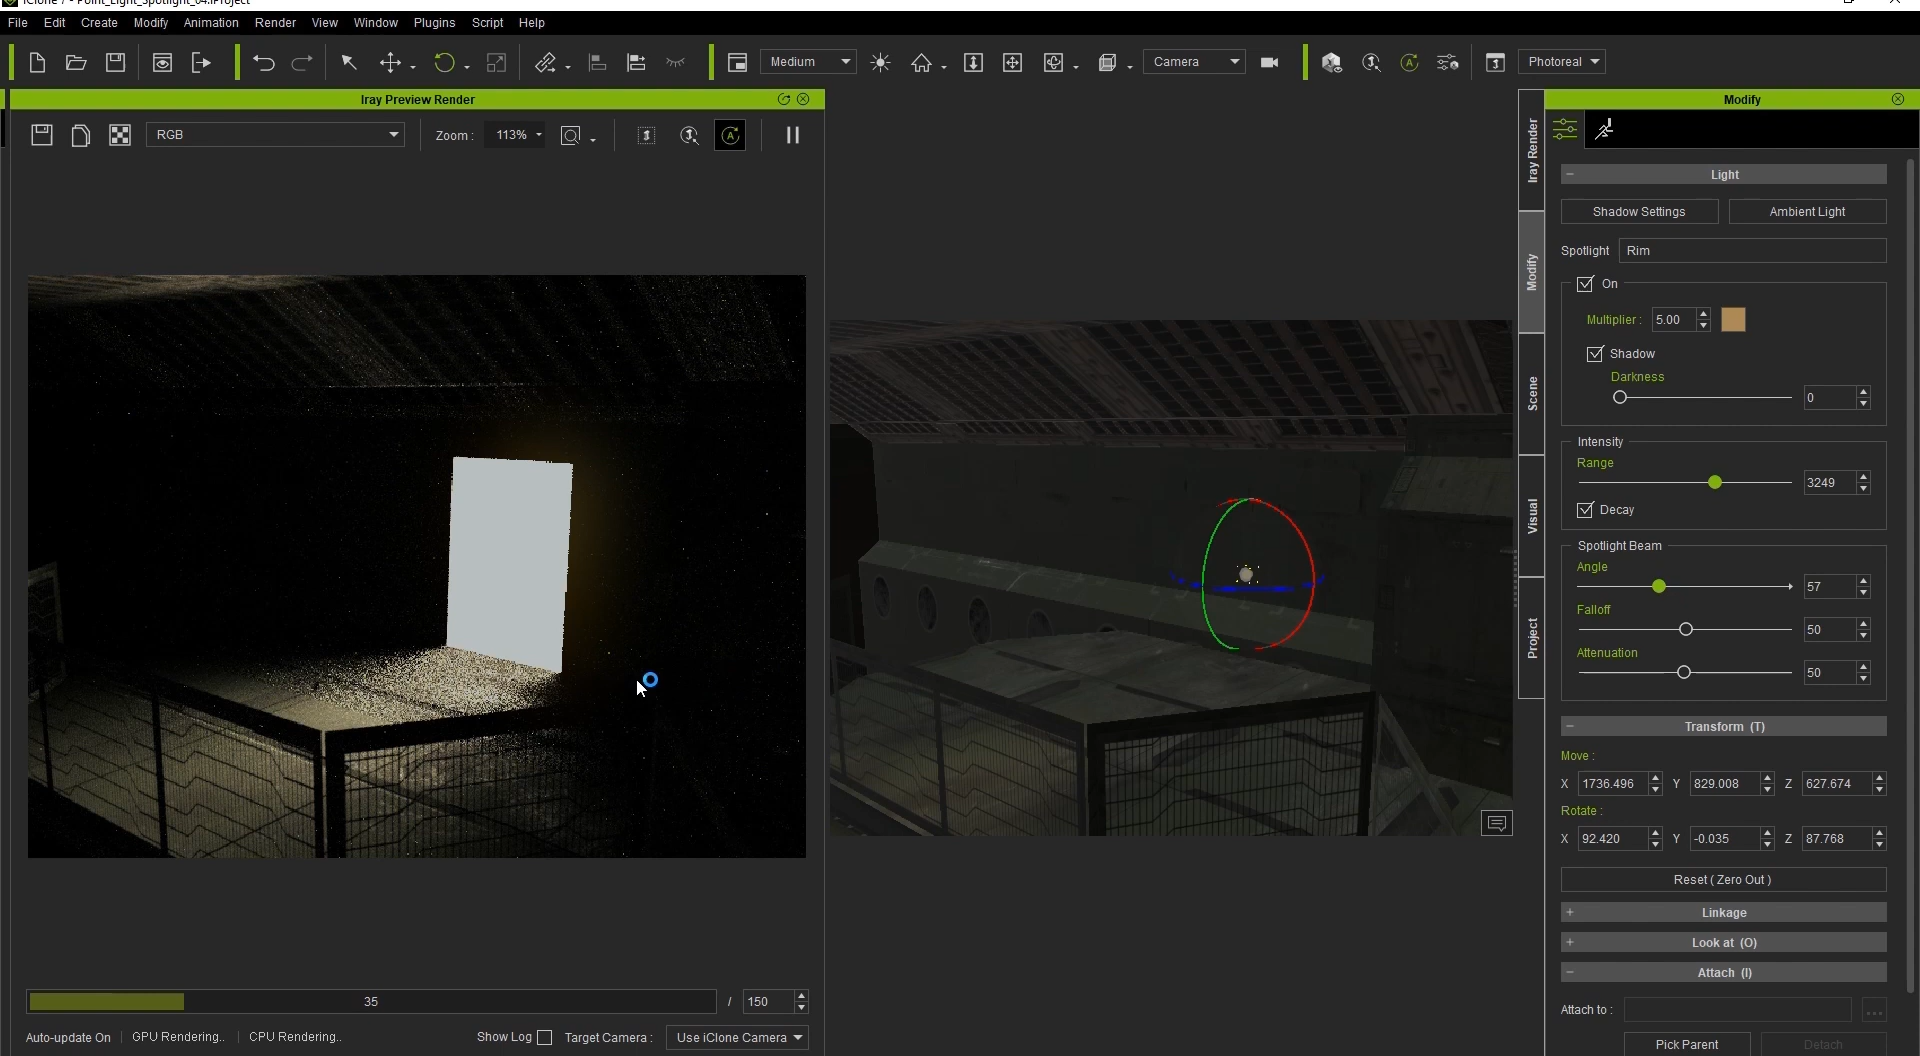 iClone 7 - Point_Light_Spotlight_04.iProject
File Edit Create Modify Animation Render View Window Plugins Script Help
Medium Camera Photoreal
Iray Preview Render
RGB Zoom : 113%
35 / 150
Auto-update On GPU Rendering.. CPU Rendering.. Show Log Target Camera : Use iClone Camera
Iray Render
Modify
Scene
Visual
Project
Modify
Light
Shadow Settings Ambient Light
Spotlight Rim
On
Multiplier : 5.00
Shadow
Darkness
0
Intensity
Range
3249
Decay
Spotlight Beam
Angle
57
Falloff
50
Attenuation
50
Transform (T)
Move :
X 1736.496 Y 829.008 Z 627.674
Rotate :
X 92.420 Y -0.035 Z 87.768
Reset ( Zero Out )
Linkage
Look at (O)
Attach (I)
Attach to : ...
Pick Parent Detach